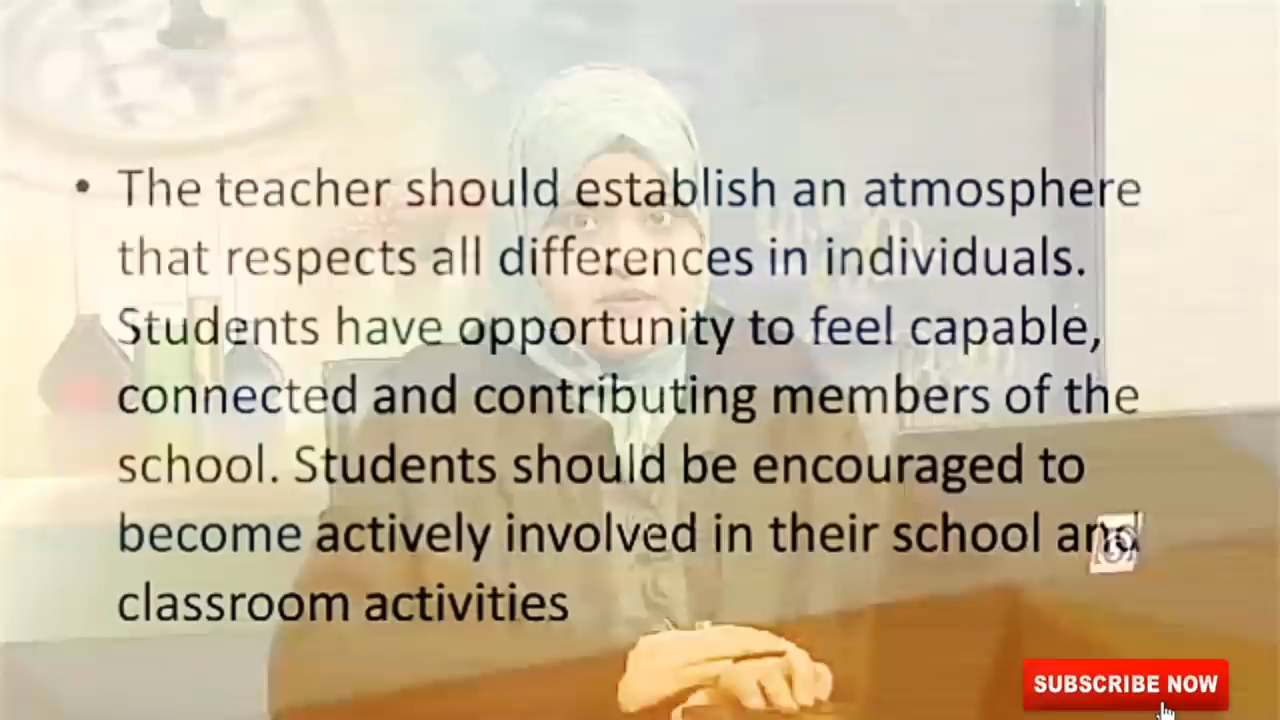 • The teacher should establish an atmosphere
that respects all differences in individuals.
Students have opportunity to feel capable,
connected and contributing members of the
school. Students should be encouraged to
become actively involved in their school and
classroom activities
SUBSCRIBE NOW